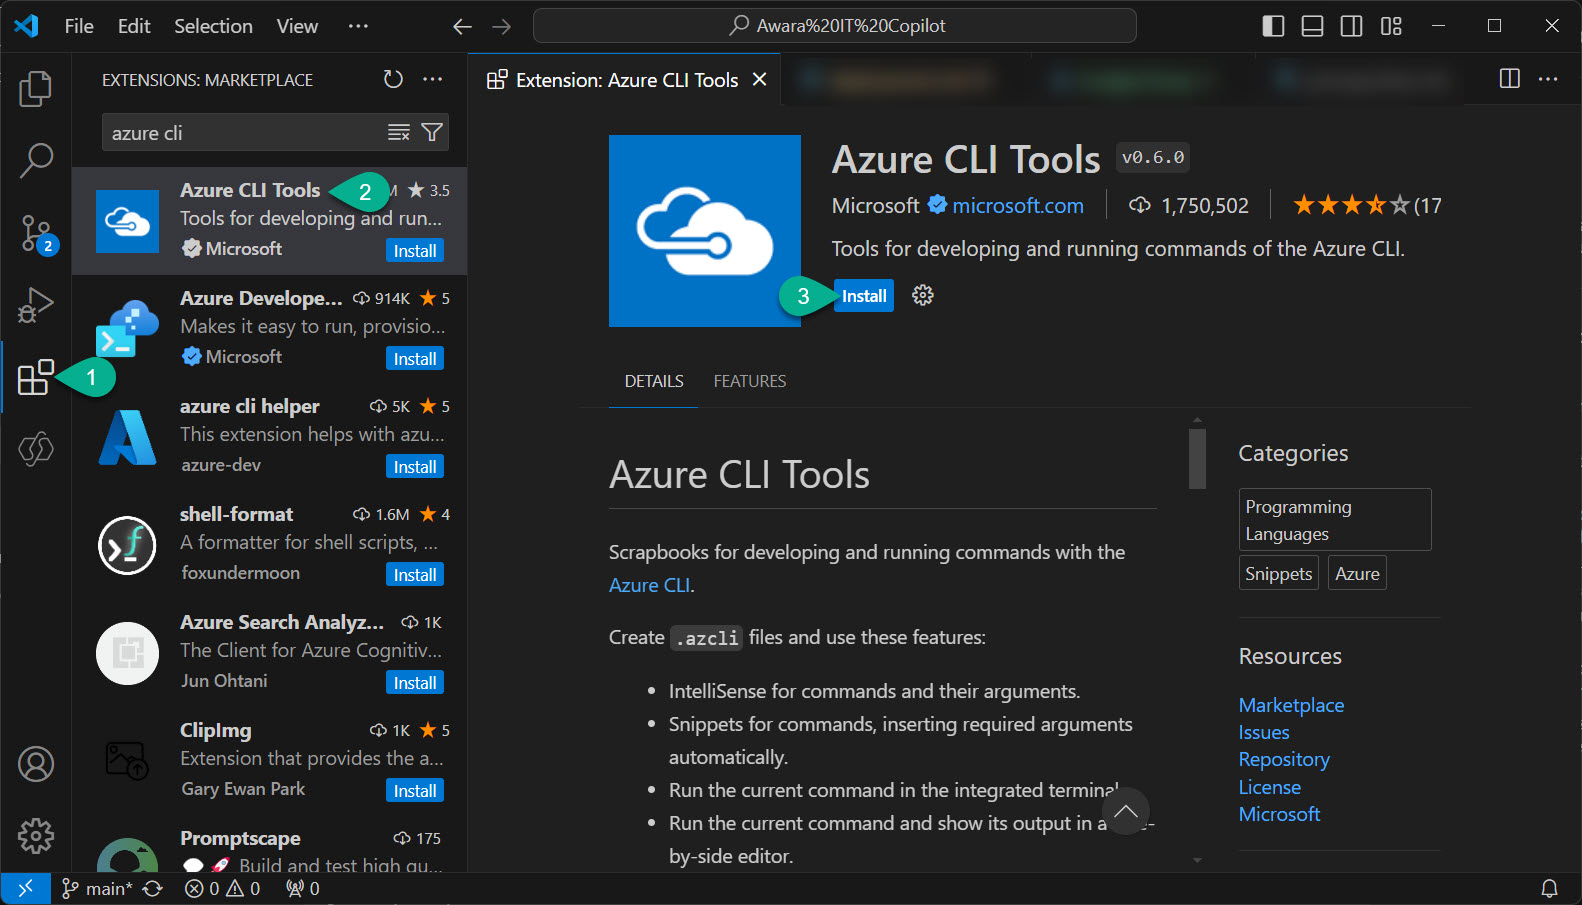 File Edit Selection View
Awara%20IT%20Copilot
EXTENSIONS: MARKETPLACE
Extension: Azure CLI Tools
azure cli
Azure CLI Tools 2 M 3.5
Tools for developing and run...
Microsoft Install
Azure Develope... 914K 5
Makes it easy to run, provisio...
Microsoft Install
1
azure cli helper 5K 5
This extension helps with azu...
azure-dev Install
shell-format 1.6M 4
A formatter for shell scripts, ...
foxundermoon Install
Azure Search Analyz... 1K
The Client for Azure Cognitiv...
Jun Ohtani Install
ClipImg 1K 5
Extension that provides the a...
Gary Ewan Park Install
Promptscape 175
Build and test high qu...
2
Azure CLI Tools v0.6.0
Microsoft microsoft.com 1,750,502 (17
Tools for developing and running commands of the Azure CLI.
3 Install
DETAILS FEATURES
Azure CLI Tools
Scrapbooks for developing and running commands with the
Azure CLI.
Create .azcli files and use these features:
• IntelliSense for commands and their arguments.
• Snippets for commands, inserting required arguments
automatically.
• Run the current command in the integrated terminal.
• Run the current command and show its output in a
by-side editor.
Categories
Programming
Languages
Snippets Azure
Resources
Marketplace
Issues
Repository
License
Microsoft
main* 0 0 0